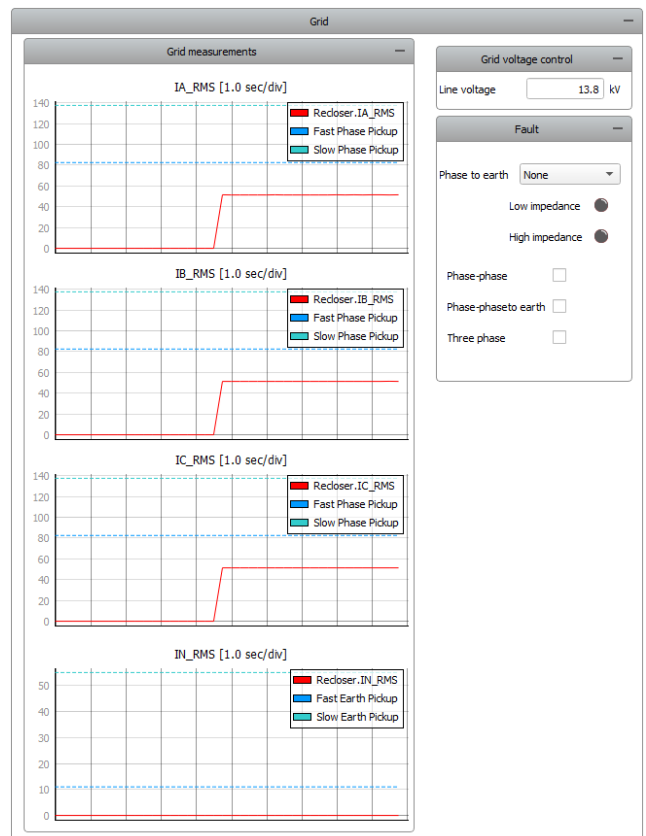 Grid
Grid measurements
IA_RMS [1.0 sec/div]
140
120
100
80
60
40
20
0
Recloser.IA_RMS
Fast Phase Pickup
Slow Phase Pickup
IB_RMS [1.0 sec/div]
140
120
100
80
60
40
20
0
Recloser.IB_RMS
Fast Phase Pickup
Slow Phase Pickup
IC_RMS [1.0 sec/div]
140
120
100
80
60
40
20
0
Recloser.IC_RMS
Fast Phase Pickup
Slow Phase Pickup
IN_RMS [1.0 sec/div]
50
40
30
20
10
0
Recloser.IN_RMS
Fast Earth Pickup
Slow Earth Pickup
Grid voltage control
Line voltage 13.8 kV
Fault
Phase to earth None
Low impedance
High impedance
Phase-phase
Phase-phaseto earth
Three phase